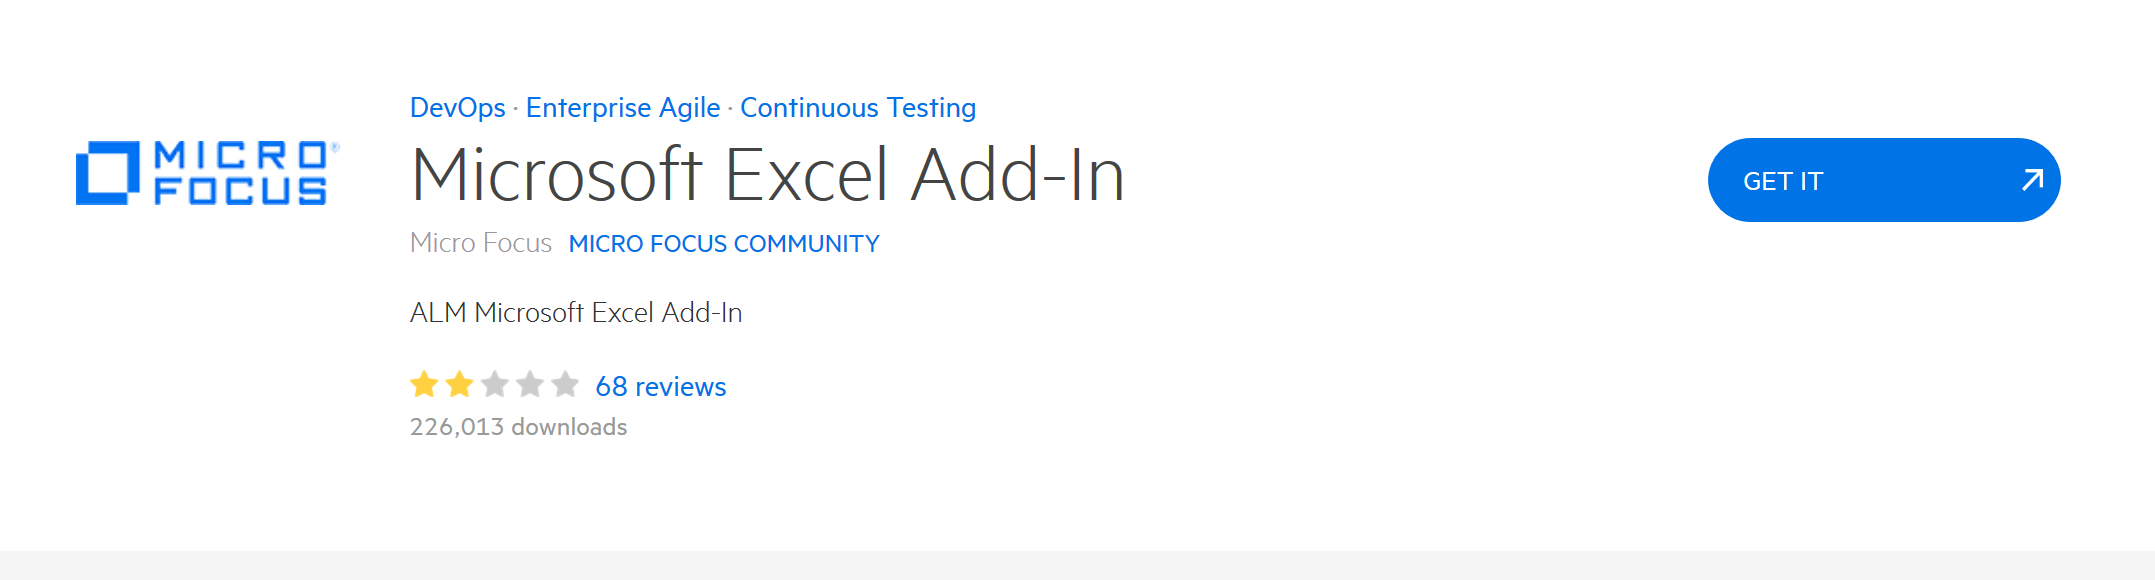 MICRO
FOCUS®
DevOps · Enterprise Agile · Continuous Testing
Microsoft Excel Add-In
Micro Focus MICRO FOCUS COMMUNITY
ALM Microsoft Excel Add-In
68 reviews
226,013 downloads
GET IT